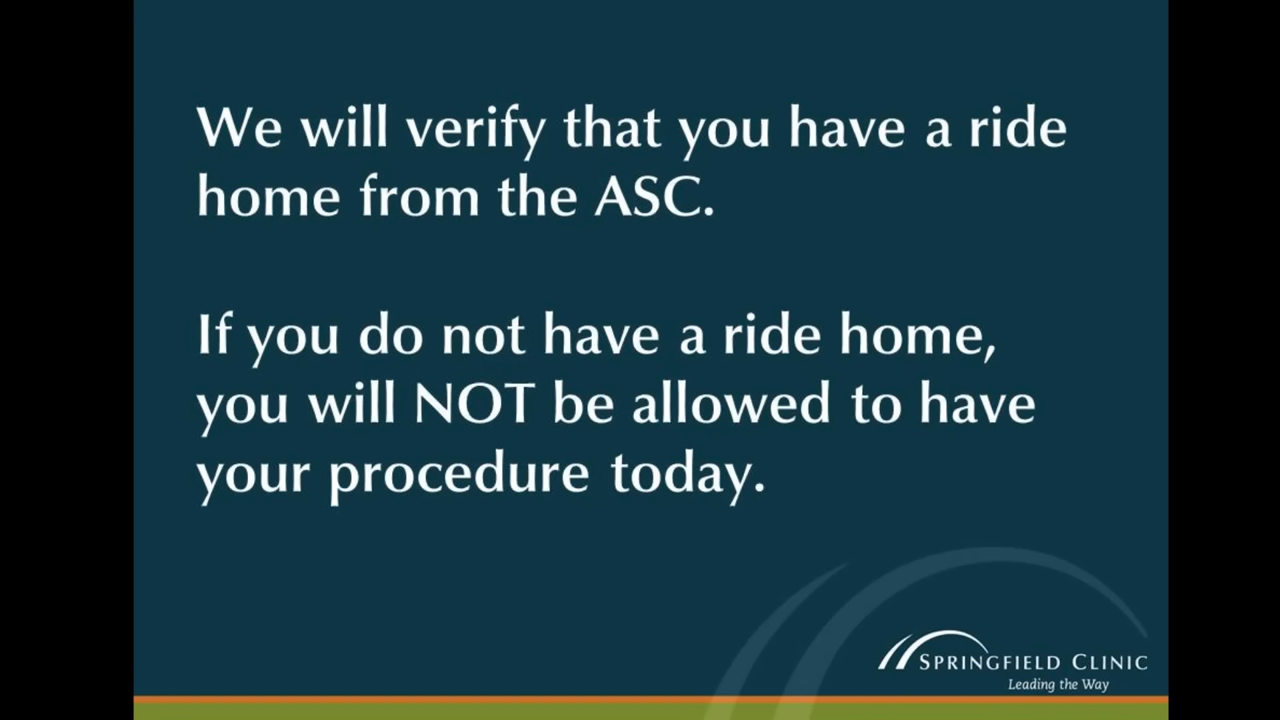 We will verify that you have a ride
home from the ASC.
If you do not have a ride home,
you will NOT be allowed to have
your procedure today.
SPRINGFIELD CLINIC
Leading the Way